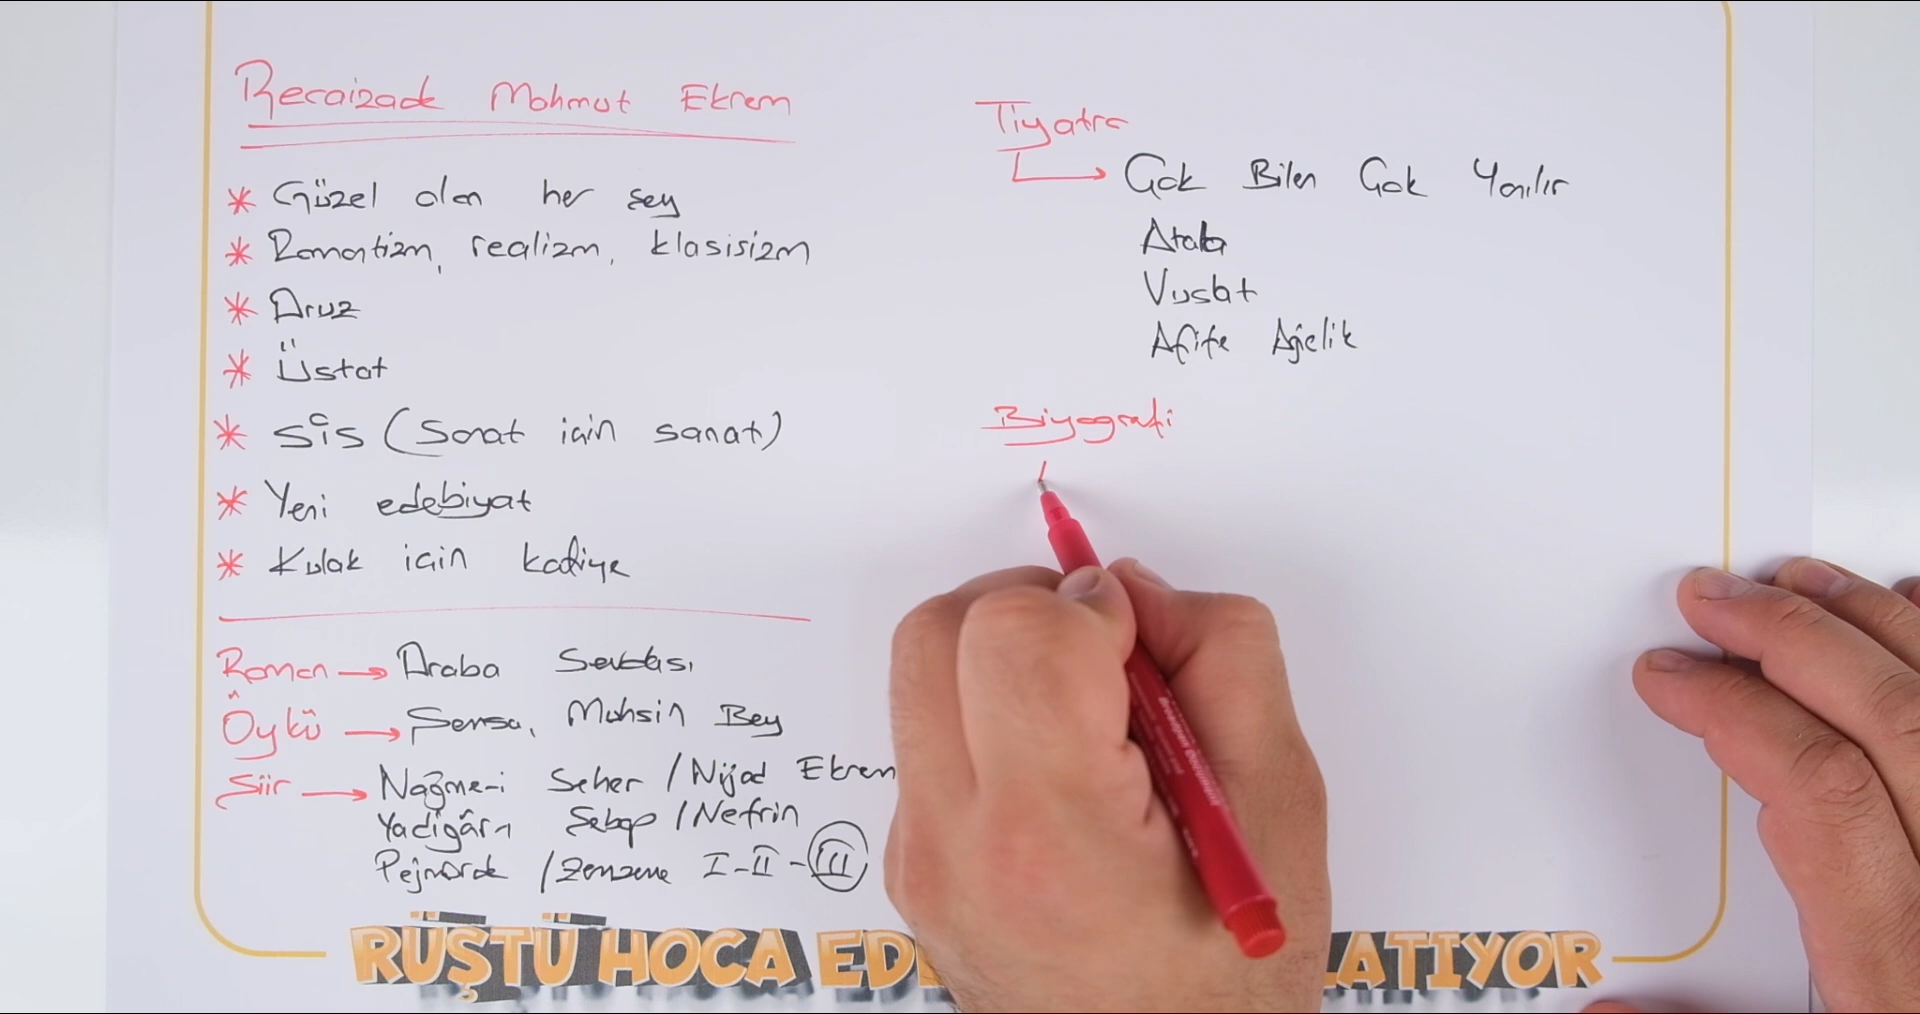 Recaizade Mahmut Ekrem
* Güzel olan her şey
* Romantizm, realizm, klasisizm
* Aruz
* Üstat
* SİS (Sanat için sanat)
* Yeni edebiyat
* Kulak için kafiye
Roman → Araba Sevdası
Öykü → Şemsa, Muhsin Bey
Şiir → Nağme-i Seher / Nijad Ekrem
Yadigâr-ı Şebap / Nefrin
Pejmürde / Zemzeme I-II-III
Tiyatro
→ Çok Bilen Çok Yanılır
Atala
Vuslat
Afife Anjelik
Biyografi
RÜŞTÜ HOCA ED LATIYOR